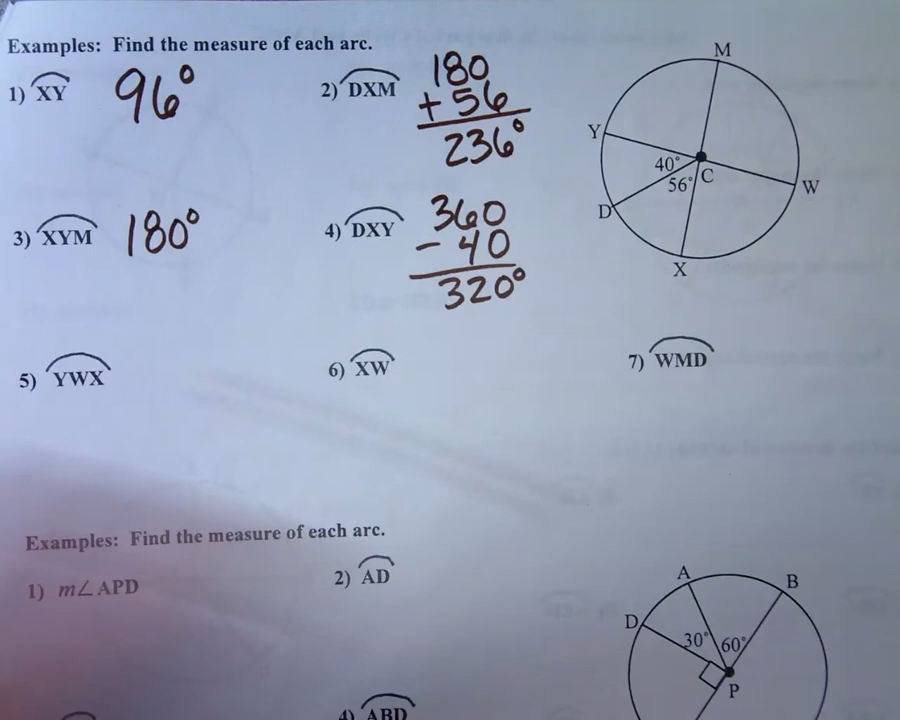 Examples: Find the measure of each arc.
1) XY 96°
2) DXM 180
+ 56
236°
3) XYM 180°
4) DXY 360
- 40
320°
M
Y
40°
56°
C
W
D
X
5) YWX
6) XW
7) WMD
Examples: Find the measure of each arc.
1) m∠APD
2) AD
A
B
D
30°
60°
P
4) ABD